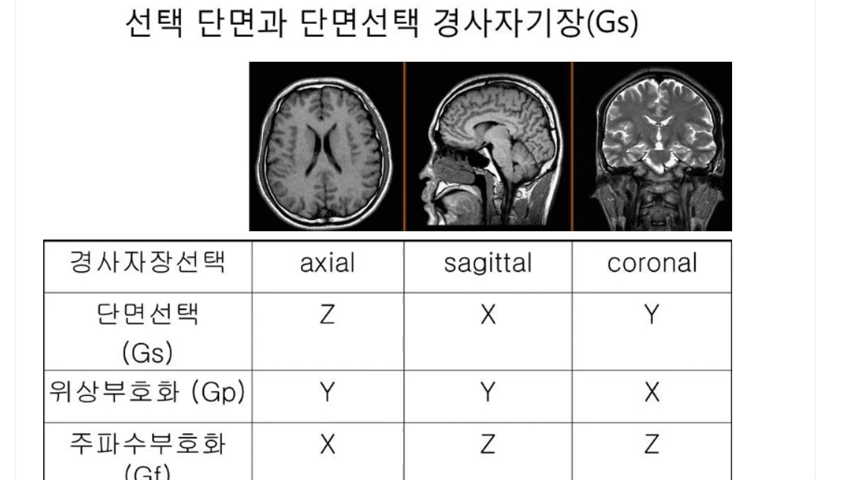 선택 단면과 단면선택 경사자기장(Gs)
경사자장선택 axial sagittal coronal
단면선택 Z X Y
(Gs)
위상부호화 (Gp) Y Y X
주파수부호화 X Z Z
(Gf)